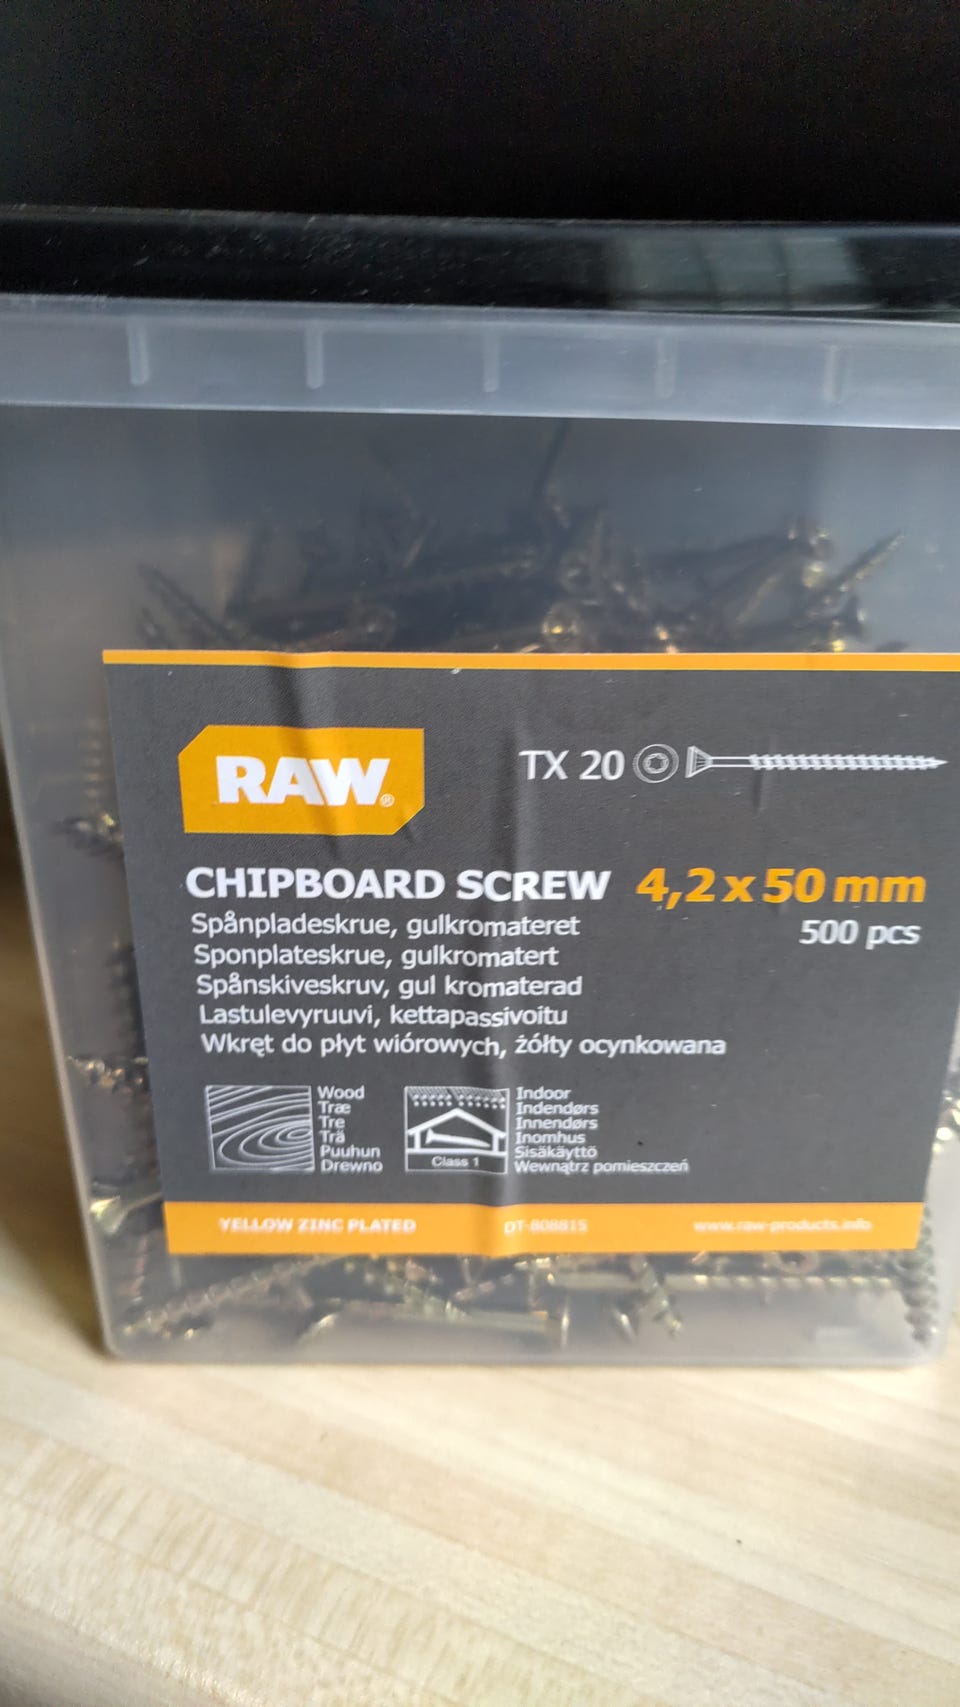 RAW®
TX 20
CHIPBOARD SCREW 4,2 x 50 mm
500 pcs
Spånpladeskrue, gulkromateret
Sponplateskrue, gulkromatert
Spånskiveskruv, gul kromaterad
Lastulevyruuvi, kettapassivoitu
Wkręt do płyt wiórowych, żółty ocynkowana
Wood
Træ
Tre
Trä
Puuhun
Drewno
Class 1
Indoor
Indendørs
Innendørs
Inomhus
Sisäkäyttö
Wewnątrz pomieszczeń
YELLOW ZINC PLATED
DT-808815
www.raw-products.info